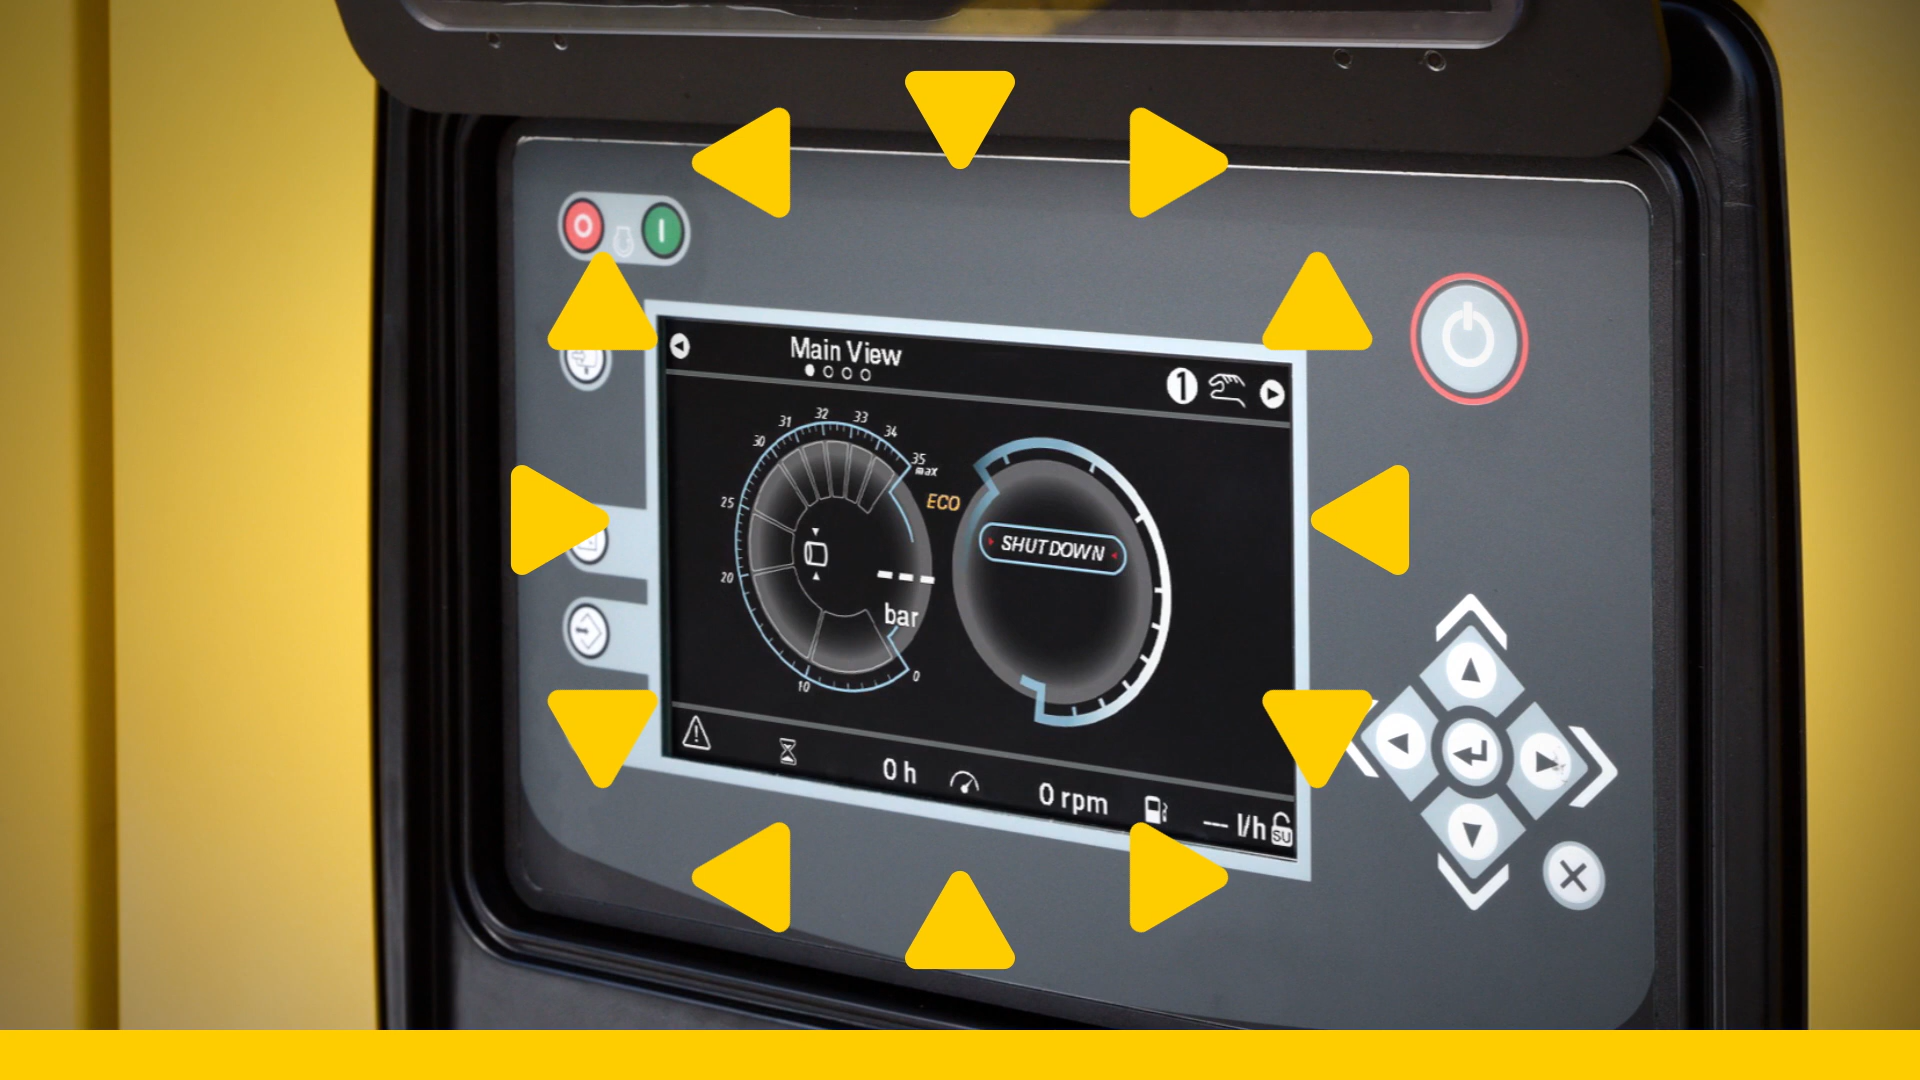 Main View
1
31 32 33 34
30 35
max
25 ECO
SHUTDOWN
20
---
bar
10 0
0 h 0 rpm --- l/h
SU